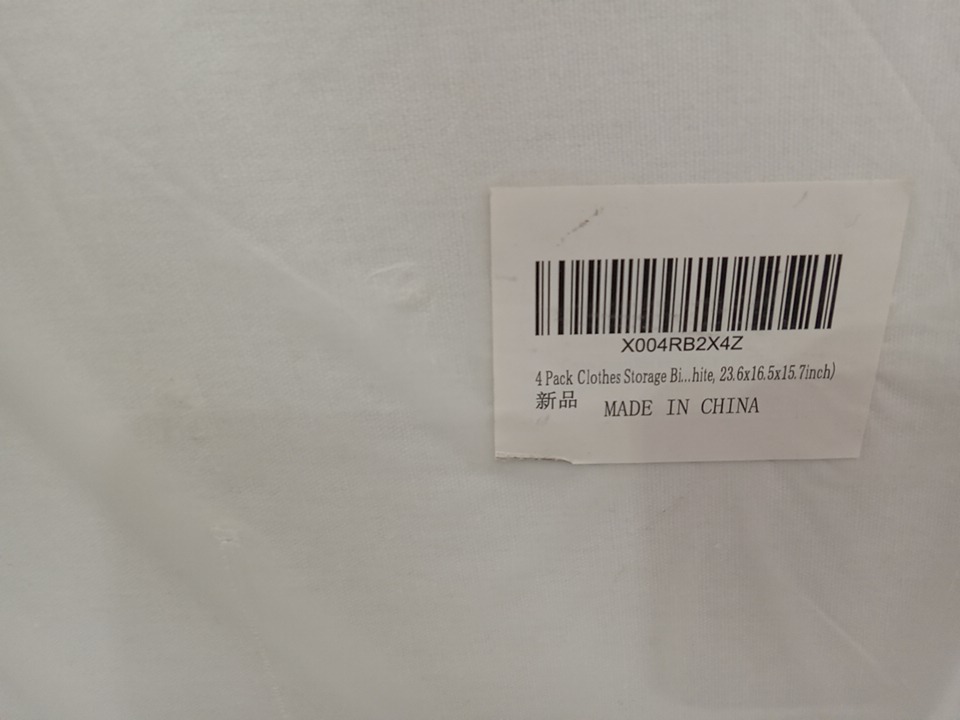 X004RB2X4Z
4 Pack Clothes Storage Bi...hite, 23.6x16.5x15.7inch)
新品 MADE IN CHINA